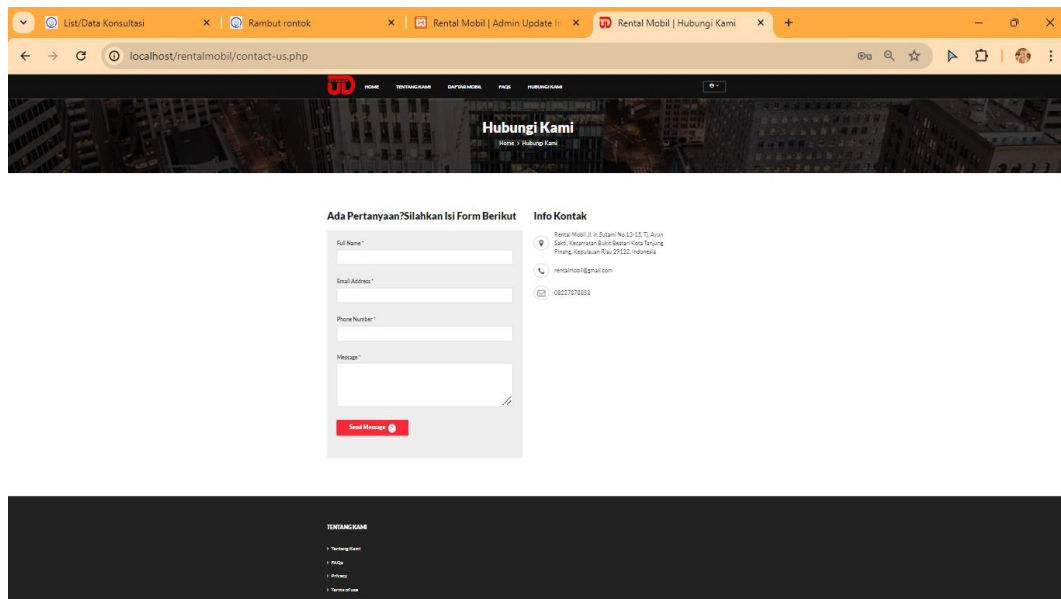 List/Data Konsultasi
Rambut rontok
Rental Mobil | Admin Update In
Rental Mobil | Hubungi Kami
localhost/rentalmobil/contact-us.php
HOME TENTANG KAMI DAFTAR MOBIL FAQS HUBUNGI KAMI
Hubungi Kami
Home > Hubungi Kami
Ada Pertanyaan?Silahkan Isi Form Berikut
Full Name *
Email Address *
Phone Number *
Message *
Send Message
Info Kontak
Rental Mobil Jl. Ir. Sutami No.13-15, Tj. Ayun
Sakti, Kecamatan Bukit Bestari Kota Tanjung
Pinang, Kepulauan Riau 29122, Indonesia
rentalmobil@gmail.com
TENTANG KAMI
Tentang Kami
FAQs
Privacy
Terms of use